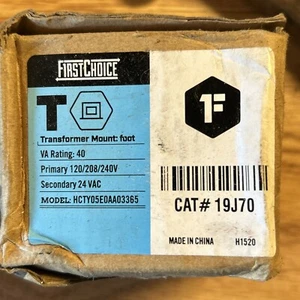 FIRSTCHOICE
T
1F
Transformer Mount: foot
VA Rating: 40
Primary 120/208/240V
Secondary 24 VAC
MODEL: HCTY05E0AA03365
CAT# 19J70
MADE IN CHINA H1520